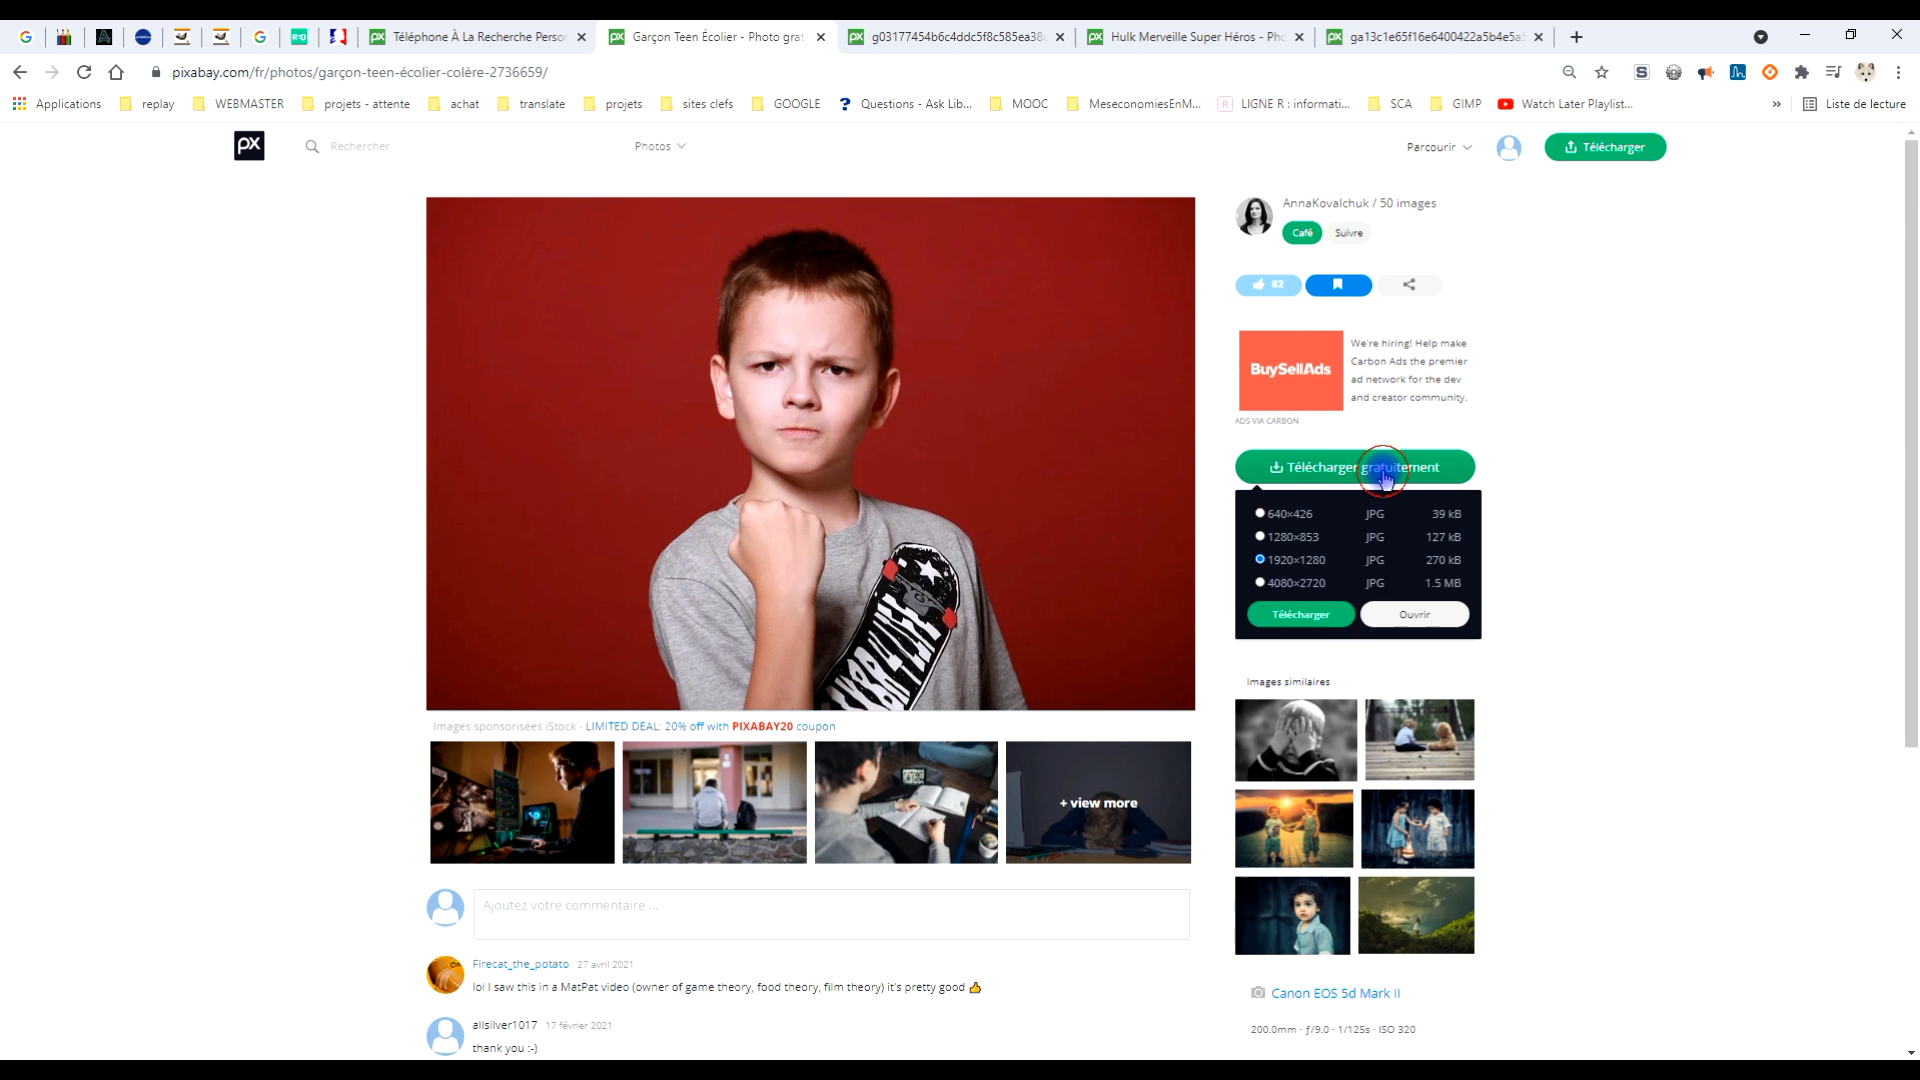 Téléphone À La Recherche Perso
Garçon Teen Écolier - Photo grat
g03177454b6c4ddc5f8c585ea38
Hulk Merveille Super Héros - Pho
ga13c1e65f16e6400422a5b4e5a
pixabay.com/fr/photos/garçon-teen-écolier-colère-2736659/
Applications
replay
WEBMASTER
projets - attente
achat
translate
projets
sites clefs
GOOGLE
Questions - Ask Lib...
MOOC
MeseconomiesEnM...
LIGNE R : informati...
SCA
GIMP
Watch Later Playlist...
»
Liste de lecture
px
Rechercher
Photos
Parcourir
Télécharger
AnnaKovalchuk / 50 images
Café
Suivre
82
BuySellAds
We're hiring! Help make
Carbon Ads the premier
ad network for the dev
and creator community.
ADS VIA CARBON
Télécharger gratuitement
640×426 JPG 39 kB
1280×853 JPG 127 kB
1920×1280 JPG 270 kB
4080×2720 JPG 1.5 MB
Télécharger
Ouvrir
Images similaires
Images sponsorisées iStock - LIMITED DEAL: 20% off with PIXABAY20 coupon
+ view more
Ajoutez votre commentaire ...
Firecat_the_potato 27 avril 2021
lol I saw this in a MatPat video (owner of game theory, food theory, film theory) it's pretty good 👍
allsilver1017 17 février 2021
thank you :-)
Canon EOS 5d Mark II
200.0mm · ƒ/9.0 · 1/125s · ISO 320